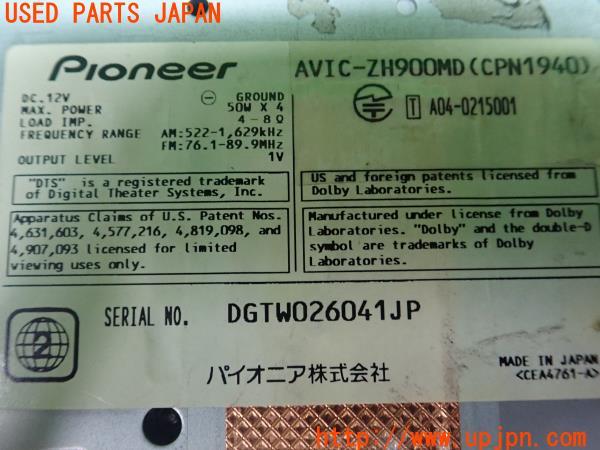 USED PARTS JAPAN
Pioneer
AVIC-ZH900MD(CPN1940)
DC.12V ⊖ GROUND
MAX. POWER 50W X 4
LOAD IMP. 4-8Ω
FREQUENCY RANGE AM:522-1,629kHz
FM:76.1-89.9MHz
OUTPUT LEVEL 1V
T A04-0215001
"DTS" is a registered trademark
of Digital Theater Systems, Inc.
US and foreign patents licensed from
Dolby Laboratories.
Apparatus Claims of U.S. Patent Nos.
4,631,603, 4,577,216, 4,819,098, and
4,907,093 licensed for limited
viewing uses only.
Manufactured under license from Dolby
Laboratories. "Dolby" and the double-D
symbol are trademarks of Dolby
Laboratories.
2
SERIAL NO. DGTW026041JP
パイオニア株式会社
MADE IN JAPAN
<CEA4761-A>
http://www.upjpn.com